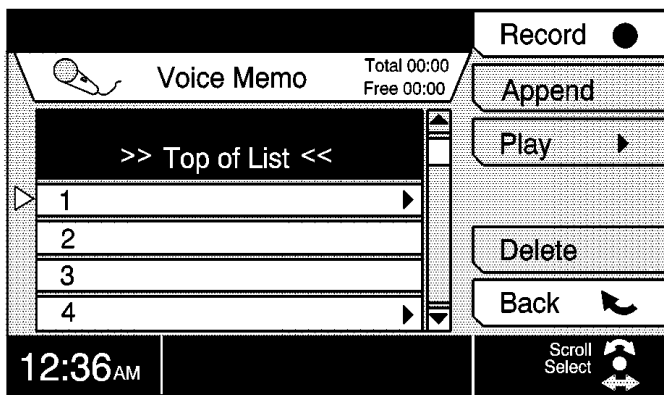 Record
Voice Memo
Total 00:00
Free 00:00
Append
>> Top of List <<
Play
1
2
3
4
Delete
Back
12:36AM
Scroll
Select